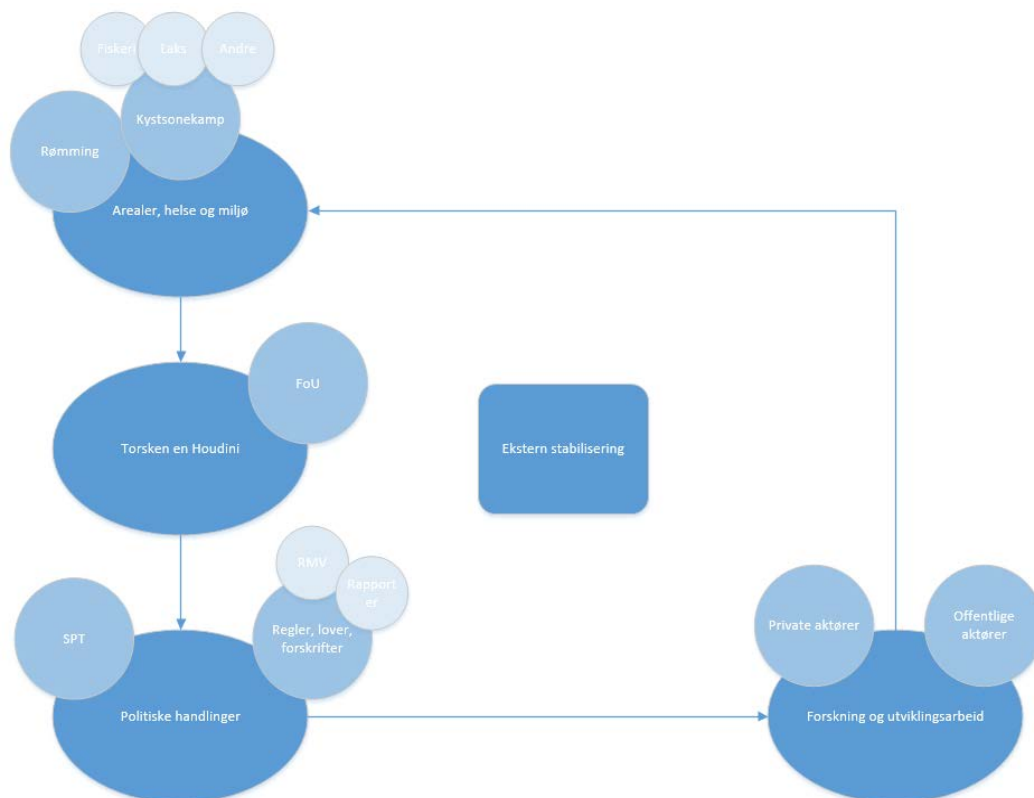 Fiskeri
Laks
Andre
Kystsonekamp
Rømming
Arealer, helse og miljø
FoU
Torsken en Houdini
Ekstern stabilisering
RMV
Rapport
er
SPT
Regler, lover,
forskrifter
Politiske handlinger
Private aktører
Offentlige
aktører
Forskning og utviklingsarbeid